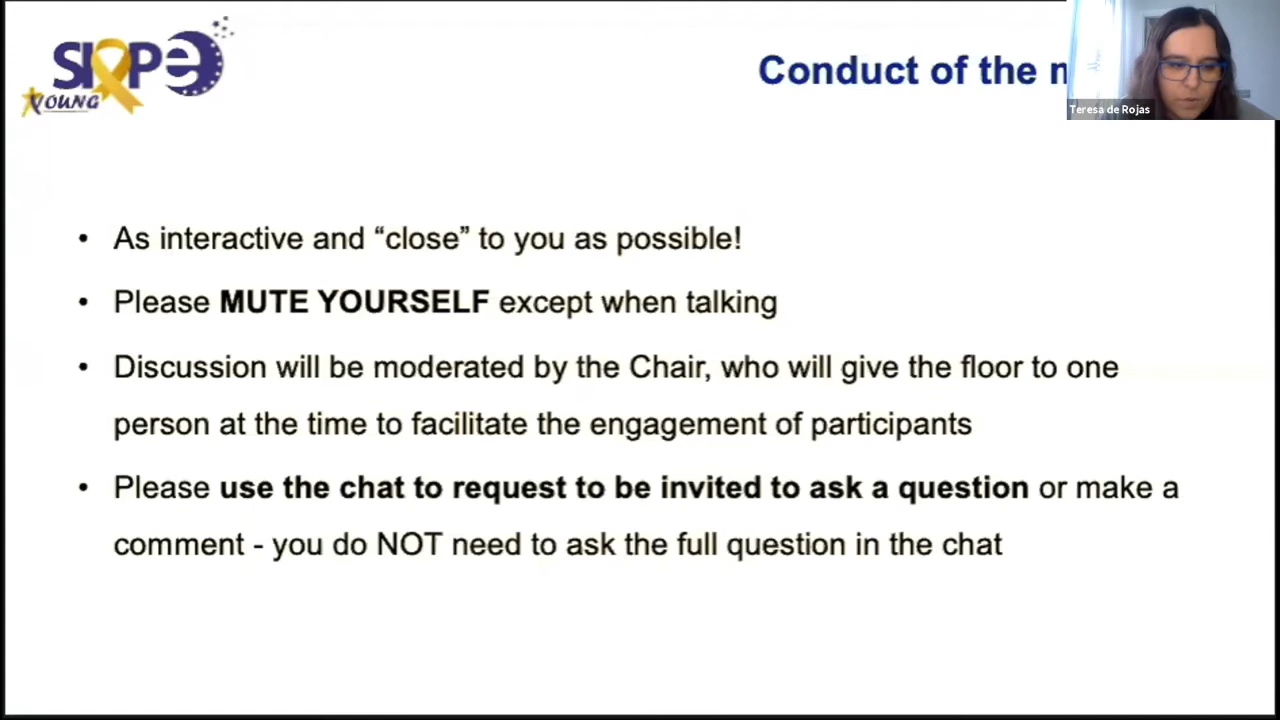 SIOPe
YOUNG
Conduct of the m
Teresa de Rojas
• As interactive and “close” to you as possible!
• Please MUTE YOURSELF except when talking
• Discussion will be moderated by the Chair, who will give the floor to one
person at the time to facilitate the engagement of participants
• Please use the chat to request to be invited to ask a question or make a
comment - you do NOT need to ask the full question in the chat